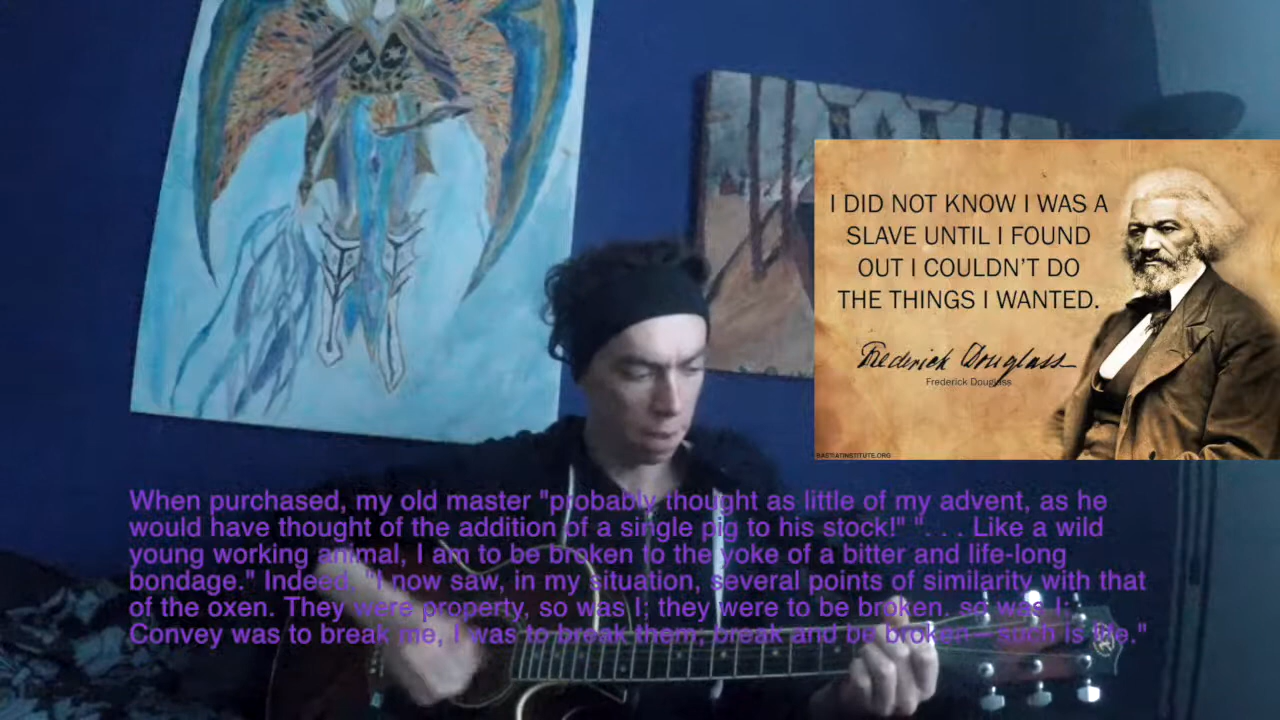 I DID NOT KNOW I WAS A
SLAVE UNTIL I FOUND
OUT I COULDN'T DO
THE THINGS I WANTED.
Frederick Douglass
Frederick Douglass
BASTIATINSTITUTE.ORG
When purchased, my old master "probably thought as little of my advent, as he
would have thought of the addition of a single pig to his stock!" ". . . Like a wild
young working animal, I am to be broken to the yoke of a bitter and life-long
bondage." Indeed, "I now saw, in my situation, several points of similarity with that
of the oxen. They were property, so was I; they were to be broken, so was I;
Convey was to break me, I was to break them; break and be broken—such is life."